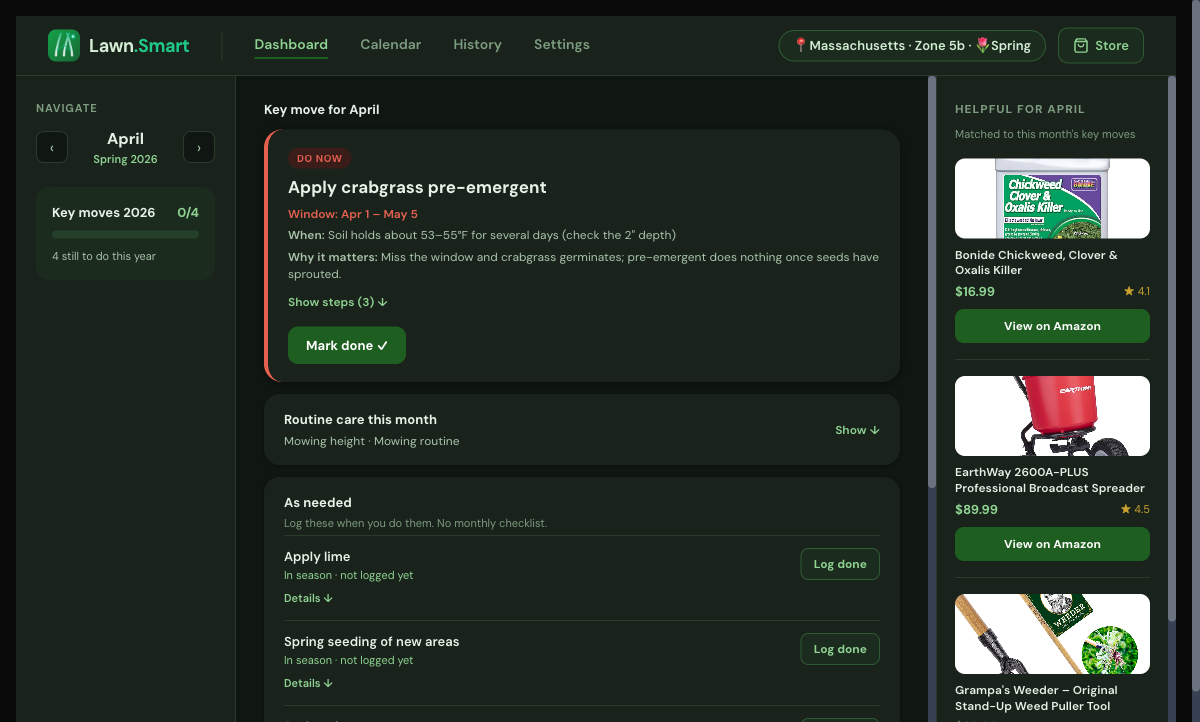 Lawn.Smart
Dashboard
Calendar
History
Settings
📍Massachusetts · Zone 5b · 🌷Spring
Store
NAVIGATE
‹
April
Spring 2026
›
Key moves 2026
0/4
4 still to do this year
Key move for April
DO NOW
Apply crabgrass pre-emergent
Window: Apr 1 – May 5
When: Soil holds about 53–55°F for several days (check the 2" depth)
Why it matters: Miss the window and crabgrass germinates; pre-emergent does nothing once seeds have
sprouted.
Show steps (3) ↓
Mark done ✓
Routine care this month
Mowing height · Mowing routine
Show ↓
As needed
Log these when you do them. No monthly checklist.
Apply lime
In season · not logged yet
Details ↓
Log done
Spring seeding of new areas
In season · not logged yet
Details ↓
Log done
HELPFUL FOR APRIL
Matched to this month's key moves
Chickweed
Clover &
Oxalis Killer
Bonide Chickweed, Clover &
Oxalis Killer
$16.99
★ 4.1
View on Amazon
EARTHWAY
EarthWay 2600A-PLUS
Professional Broadcast Spreader
$89.99
★ 4.5
View on Amazon
WEEDER
Grampa's Weeder – Original
Stand-Up Weed Puller Tool